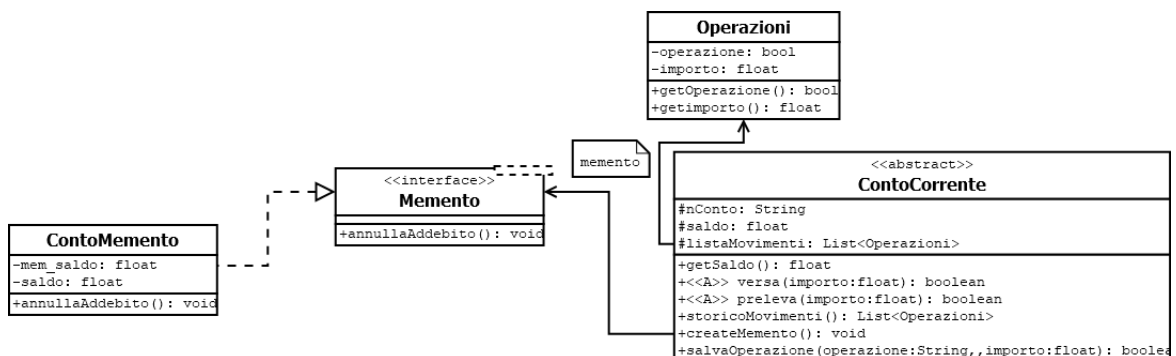 Operazioni
-operazione: bool
-importo: float
+getOperazione(): bool
+getimporto(): float
memento
<<interface>>
Memento
+annullaAddebito(): void
<<abstract>>
ContoCorrente
#nConto: String
#saldo: float
#listaMovimenti: List<Operazioni>
+getSaldo(): float
+<<A>> versa(importo:float): boolean
+<<A>> preleva(importo:float): boolean
+storicoMovimenti(): List<Operazioni>
+createMemento(): void
+salvaOperazione(operazione:String,,importo:float): boolea
ContoMemento
-mem_saldo: float
-saldo: float
+annullaAddebito(): void